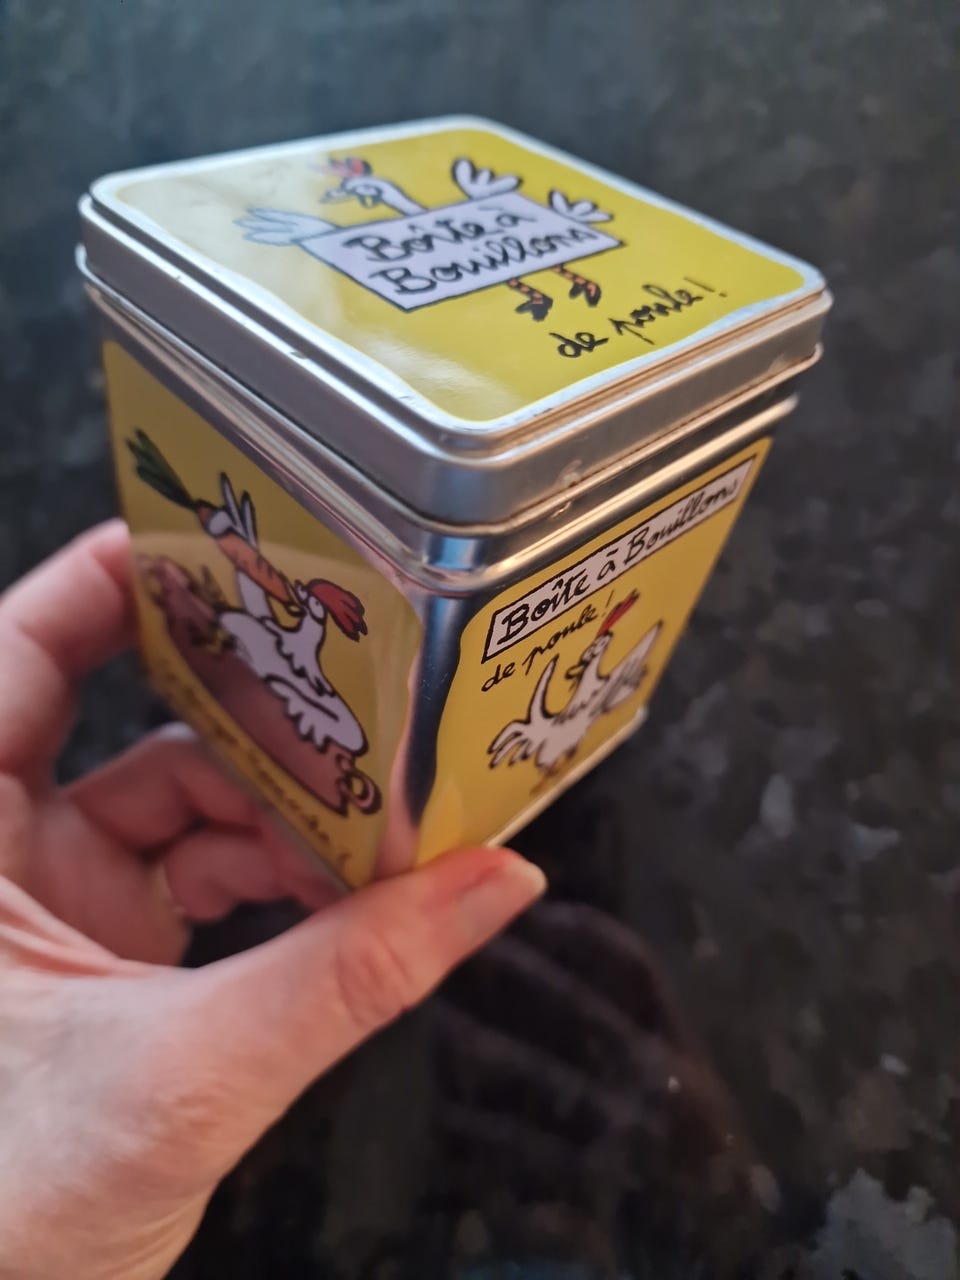 Boîte à
Bouillons
de poule!
Boîte à Bouillons
de poule!